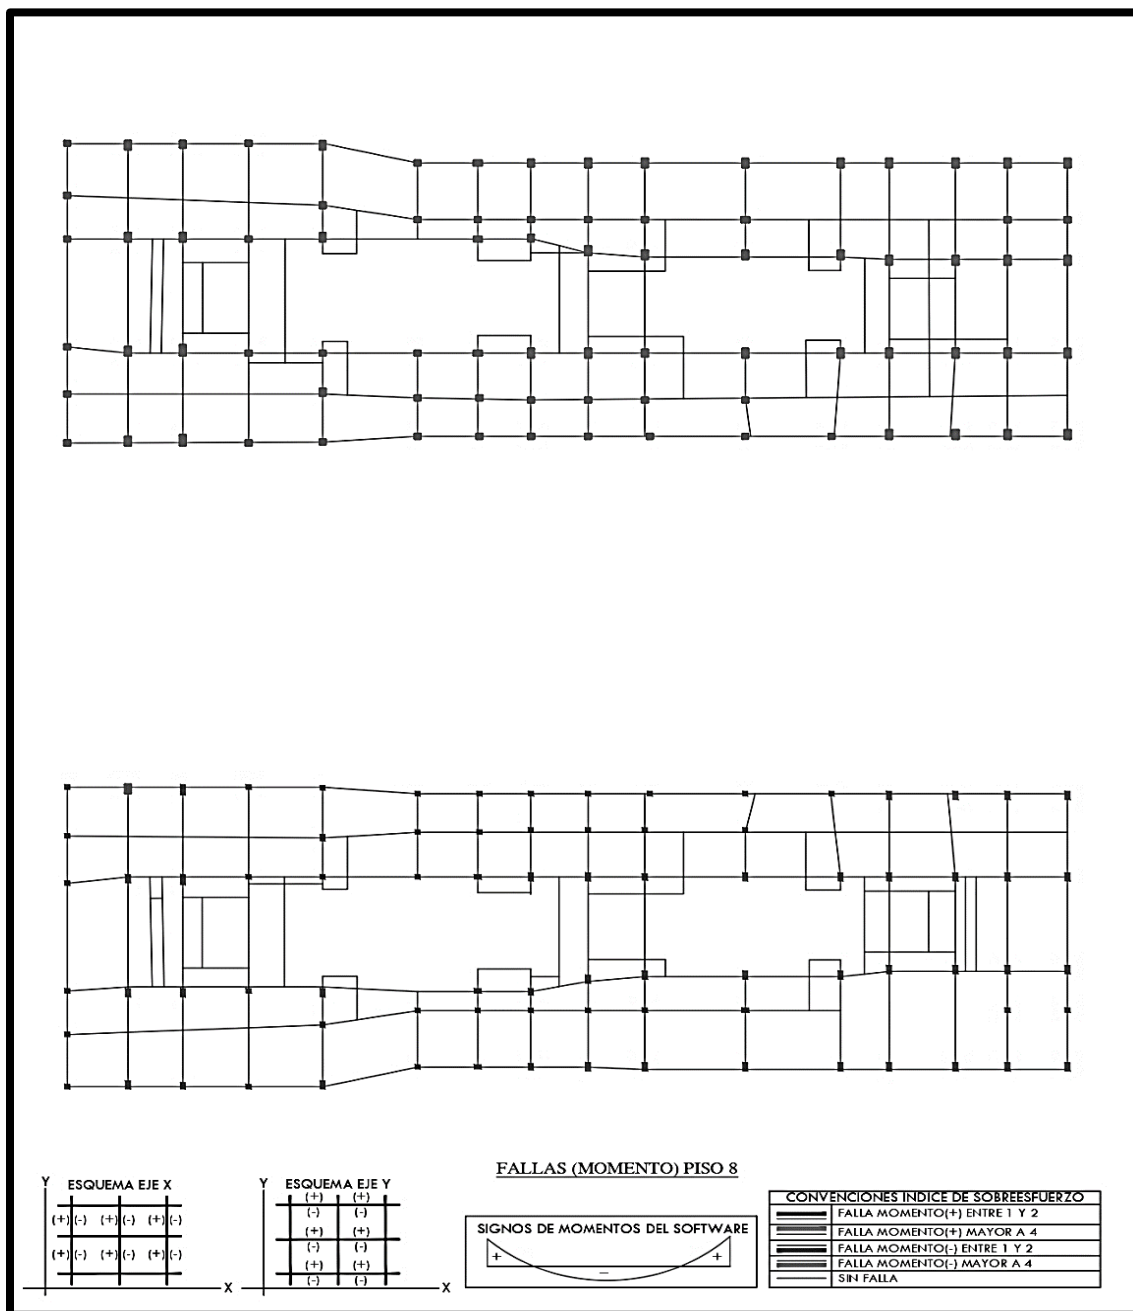 FALLAS (MOMENTO) PISO 8
Y ESQUEMA EJE X
(+) (-) (+) (-) (+) (-)
(+) (-) (+) (-) (+) (-)
X
Y ESQUEMA EJE Y
(+) (+)
(-) (-)
(+) (+)
(-) (-)
(+) (+)
(-) (-)
X
SIGNOS DE MOMENTOS DEL SOFTWARE
+ +
−
CONVENCIONES INDICE DE SOBREESFUERZO
FALLA MOMENTO(+) ENTRE 1 Y 2
FALLA MOMENTO(+) MAYOR A 4
FALLA MOMENTO(-) ENTRE 1 Y 2
FALLA MOMENTO(-) MAYOR A 4
SIN FALLA